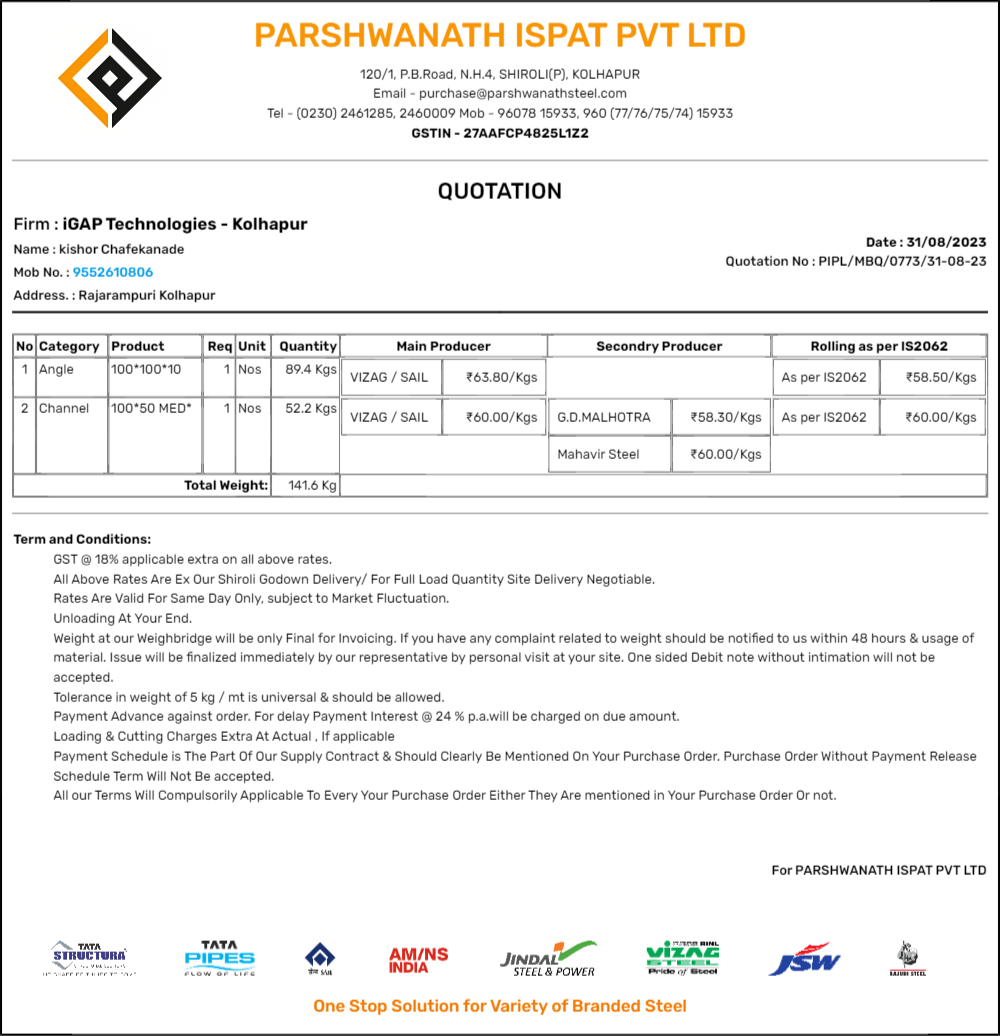 PARSHWANATH ISPAT PVT LTD
120/1, P.B.Road, N.H.4, SHIROLI(P), KOLHAPUR
Email - purchase@parshwanathsteel.com
Tel - (0230) 2461285, 2460009 Mob - 96078 15933, 960 (77/76/75/74) 15933
GSTIN - 27AAFCP4825L1Z2
QUOTATION
Firm : iGAP Technologies - Kolhapur
Name : kishor Chafekanade
Mob No. : 9552610806
Address. : Rajarampuri Kolhapur
Date : 31/08/2023
Quotation No : PIPL/MBQ/0773/31-08-23
No Category Product Req Unit Quantity Main Producer Secondry Producer Rolling as per IS2062
1 Angle 100*100*10 1 Nos 89.4 Kgs VIZAG / SAIL ₹63.80/Kgs As per IS2062 ₹58.50/Kgs
2 Channel 100*50 MED* 1 Nos 52.2 Kgs VIZAG / SAIL ₹60.00/Kgs G.D.MALHOTRA ₹58.30/Kgs As per IS2062 ₹60.00/Kgs
Mahavir Steel ₹60.00/Kgs
Total Weight: 141.6 Kg
Term and Conditions:
GST @ 18% applicable extra on all above rates.
All Above Rates Are Ex Our Shiroli Godown Delivery/ For Full Load Quantity Site Delivery Negotiable.
Rates Are Valid For Same Day Only, subject to Market Fluctuation.
Unloading At Your End.
Weight at our Weighbridge will be only Final for Invoicing. If you have any complaint related to weight should be notified to us within 48 hours & usage of
material. Issue will be finalized immediately by our representative by personal visit at your site. One sided Debit note without intimation will not be
accepted.
Tolerance in weight of 5 kg / mt is universal & should be allowed.
Payment Advance against order. For delay Payment Interest @ 24 % p.a.will be charged on due amount.
Loading & Cutting Charges Extra At Actual , If applicable
Payment Schedule is The Part Of Our Supply Contract & Should Clearly Be Mentioned On Your Purchase Order. Purchase Order Without Payment Release
Schedule Term Will Not Be accepted.
All our Terms Will Compulsorily Applicable To Every Your Purchase Order Either They Are mentioned in Your Purchase Order Or not.
For PARSHWANATH ISPAT PVT LTD
TATA
STRUCTURA
TATA
PIPES
FLOW OF LIFE
सेल SAIL
AM/NS
INDIA
JINDAL
STEEL & POWER
RINL
VIZAG
STEEL
Pride of Steel
JSW
RAJURI STEEL
One Stop Solution for Variety of Branded Steel